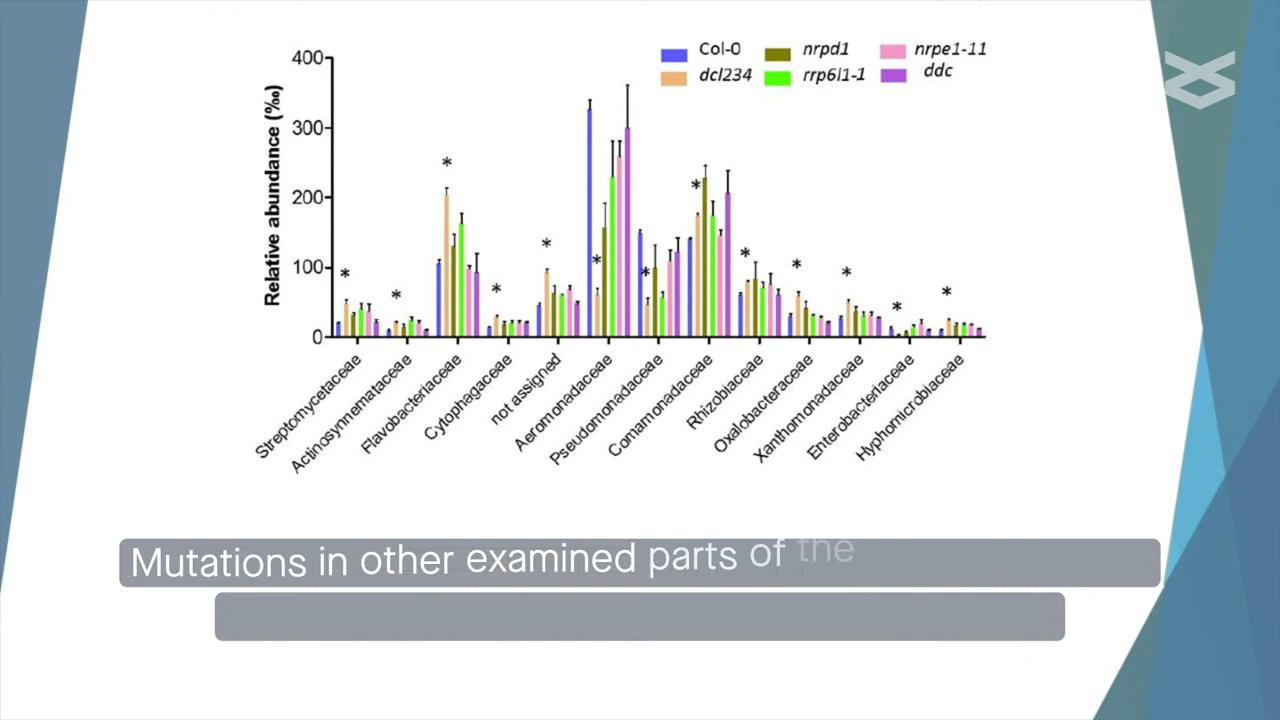 400
300
200
100
0
Relative abundance (‰)
Col-0
nrpd1
nrpe1-11
dcl234
rrp6l1-1
ddc
*
*
*
*
*
*
*
*
*
*
*
*
*
Streptomycetaceae
Actinosynnemataceae
Flavobacteriaceae
Cytophagaceae
not assigned
Aeromonadaceae
Pseudomonadaceae
Comamonadaceae
Rhizobiaceae
Oxalobacteraceae
Xanthomonadaceae
Enterobacteriaceae
Hyphomicrobiaceae
Mutations in other examined parts of the